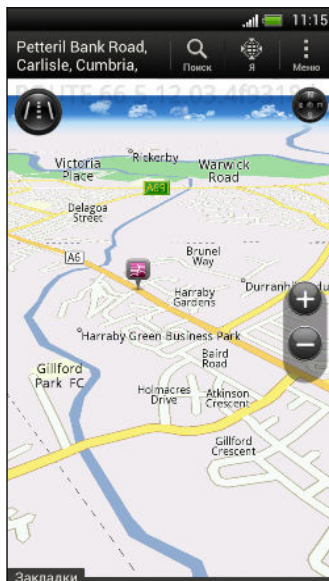 11:15
Petteril Bank Road,
Carlisle, Cumbria,
Поиск
Я
Меню
Victoria
Place
Rickerby
Warwick
Road
A69
Delagoa
Street
A6
Brunel
Way
Harraby
Gardens
Harraby Green Business Park
Baird
Road
Gillford
Park FC
Holmacres
Drive
Atkinson
Crescent
Gillford
Crescent
Закладки